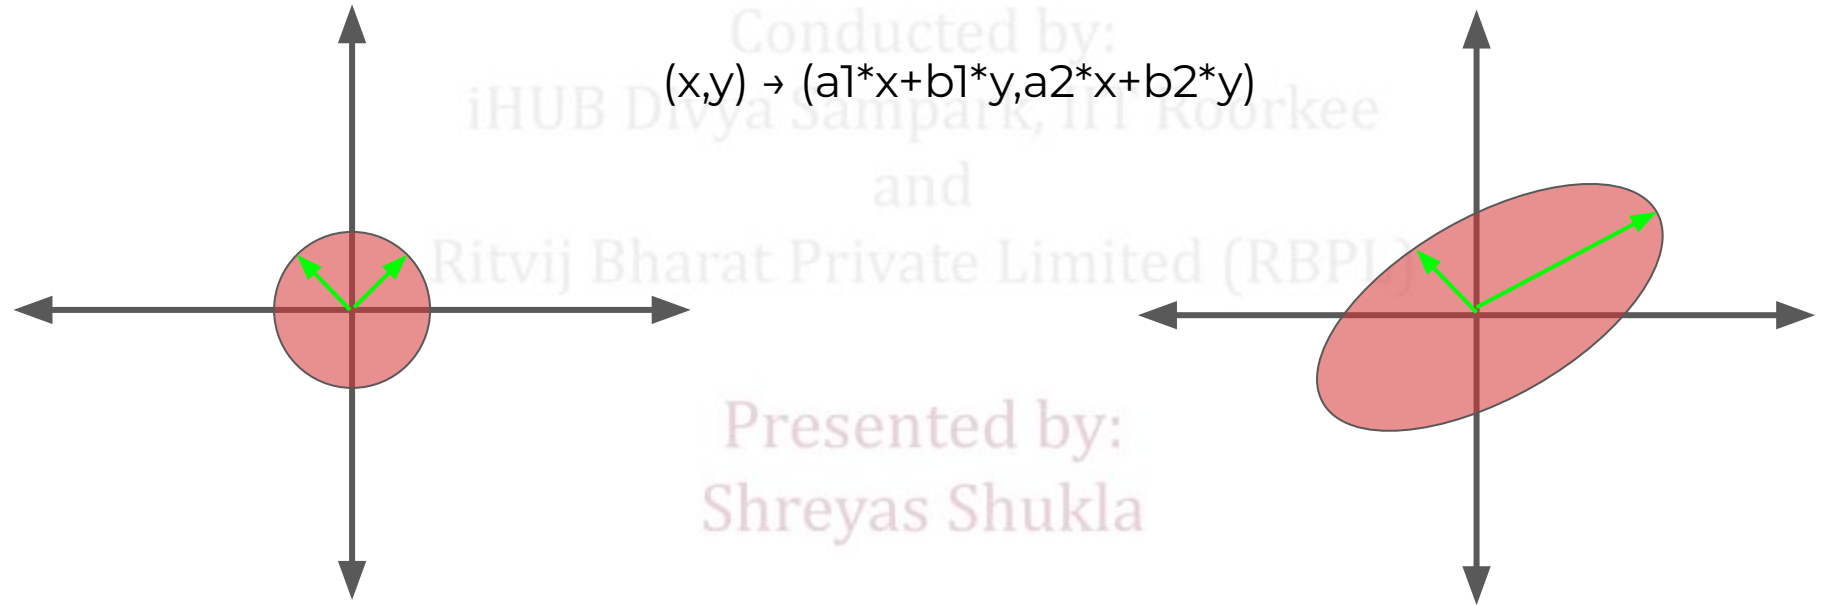 Conducted by:
(x,y) → (a1*x+b1*y,a2*x+b2*y)
iHUB Divya Sampark, IIT Roorkee
and
Ritvij Bharat Private Limited (RBPL)
Presented by:
Shreyas Shukla